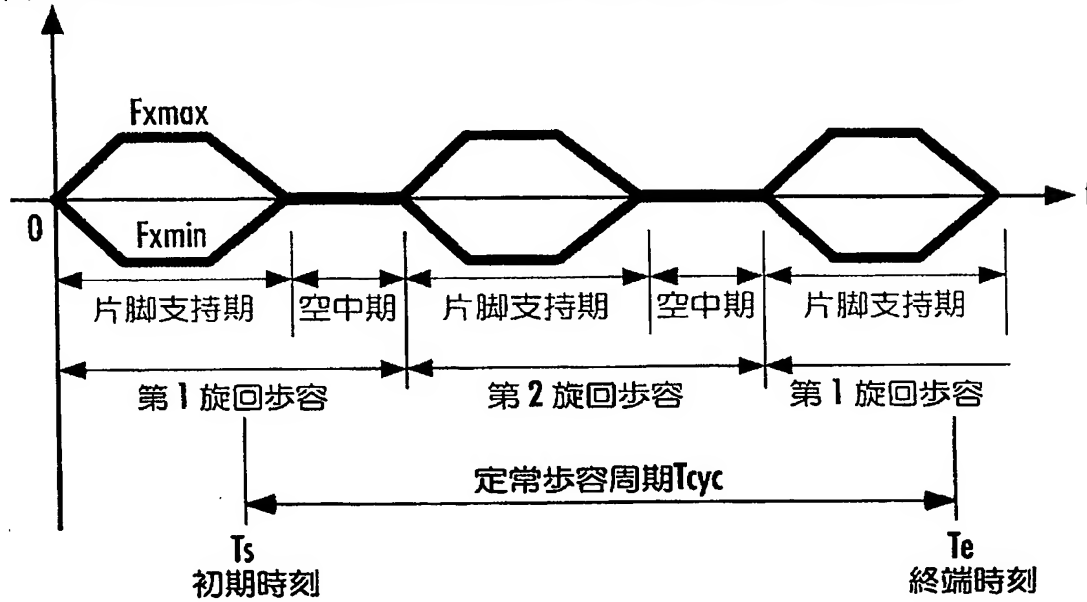 Fxmax
0
t
Fxmin
片脚支持期 空中期 片脚支持期 空中期 片脚支持期
第1旋回歩容 第2旋回歩容 第1旋回歩容
定常歩容周期Tcyc
Ts Te
初期時刻 終端時刻